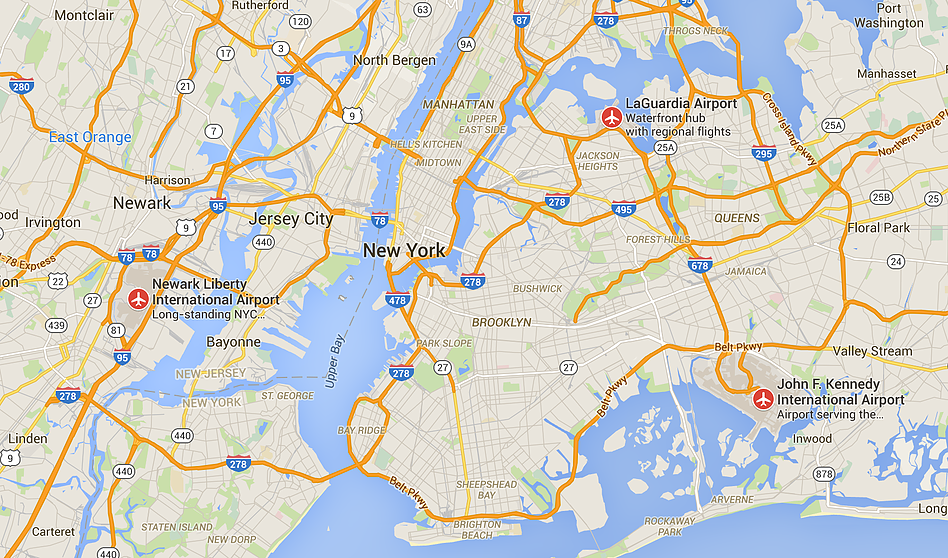 Montclair
Rutherford
120
63
87
278
95
Port
Washington
THROGS NECK
3
17
9A
North Bergen
95
280
21
Manhasset
MANHATTAN
UPPER
EAST SIDE
LaGuardia Airport
Waterfront hub
with regional flights
9
7
East Orange
HELL'S KITCHEN
MIDTOWN
JACKSON
HEIGHTS
25A
295
Cross Island Pkwy
25A
Northern State P
Harrison
Newark
95
Jersey City
78
278
495
QUEENS
25B
25
Irvington
9
440
New York
FOREST HILLS
Floral Park
I-78 Express
78
78
678
24
JAMAICA
22
27
Newark Liberty
International Airport
Long-standing NYC...
478
278
BUSHWICK
439
81
BROOKLYN
95
Bayonne
Upper Bay
PARK SLOPE
Belt Pkwy
Valley Stream
NEW JERSEY
NEW YORK
ST. GEORGE
278
27
27
Belt Pkwy
John F. Kennedy
International Airport
Airport serving the...
278
Linden
9
440
BAY RIDGE
Inwood
440
278
878
Belt Pkwy
SHEEPSHEAD
BAY
ARVERNE
Long
STATEN ISLAND
NEW DORP
BRIGHTON
BEACH
ROCKAWAY
PARK
Carteret
440